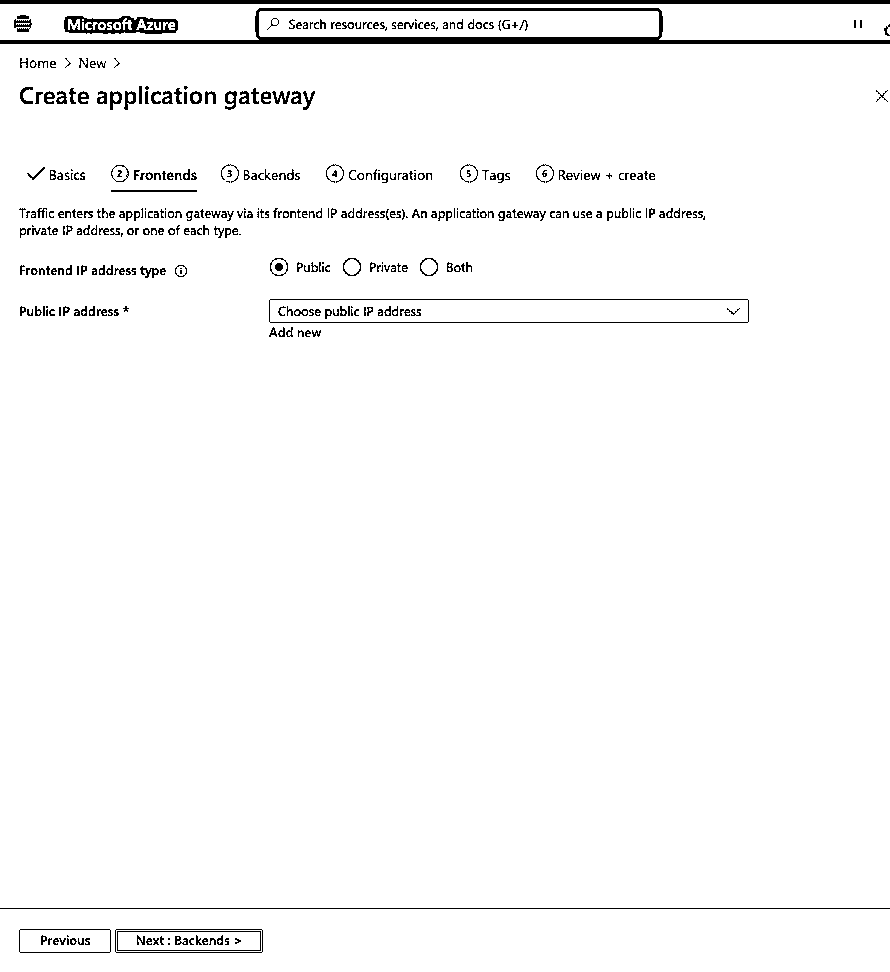 Microsoft Azure
Search resources, services, and docs (G+/)
Home > New >
Create application gateway
Basics 2 Frontends 3 Backends 4 Configuration 5 Tags 6 Review + create
Traffic enters the application gateway via its frontend IP address(es). An application gateway can use a public IP address,
private IP address, or one of each type.
Frontend IP address type Public Private Both
Public IP address * Choose public IP address
Add new
Previous Next : Backends >